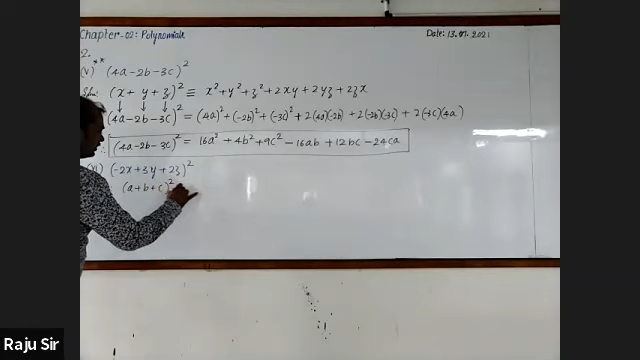 Chapter-02: Polynomials
Date: 13.07.2021
2.
(V) ** (4a-2b-3c)²
Soln: (x + y + z)² ≡ x²+y²+z²+2xy+2yz+2zx
↓ ↓ ↓
(4a-2b-3c)² = (4a)²+(-2b)²+(-3c)²+2(4a)(-2b)+2(-2b)(-3c)+2(-3c)(4a)
∴ (4a-2b-3c)² = 16a²+4b²+9c²-16ab+12bc-24ca
(VI) (-2x+3y+2z)²
(a+b+c)²
Raju Sir